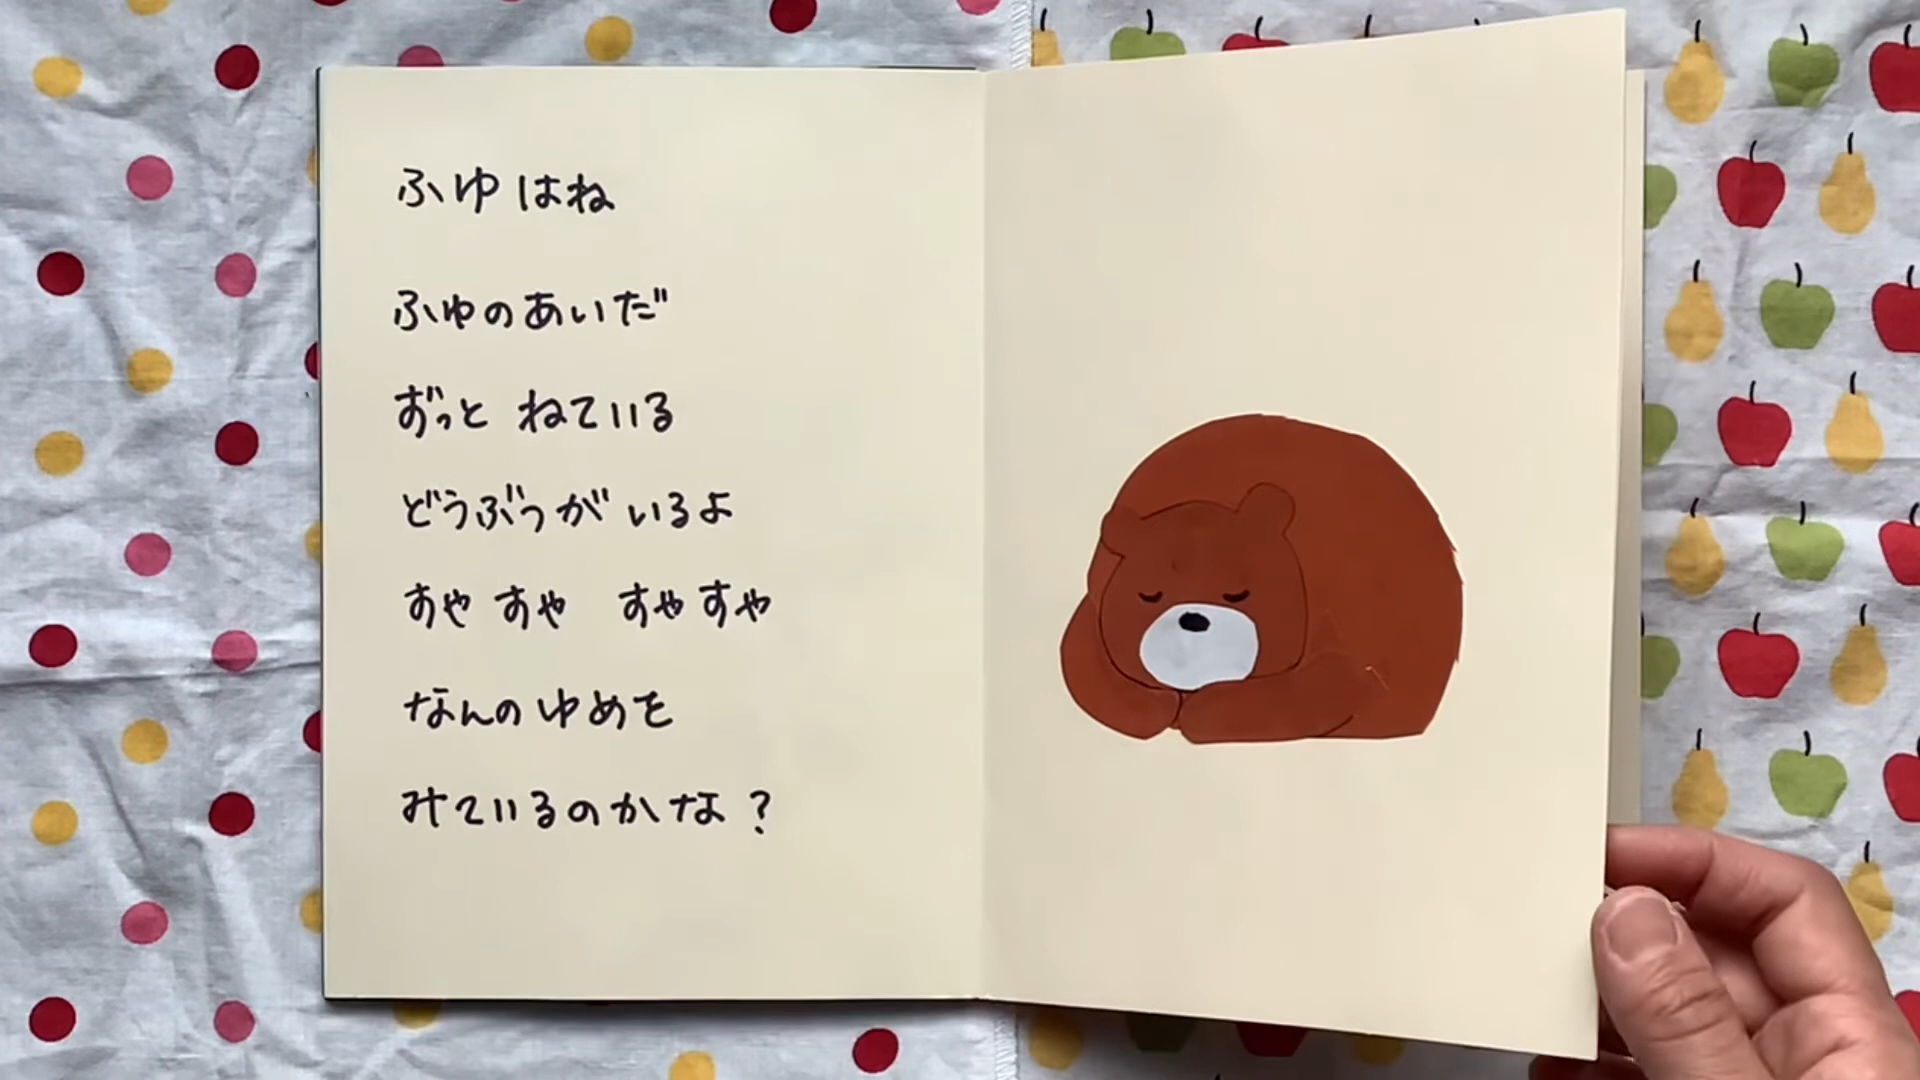 ふゆ はね
ふゆのあいだ
ずっと ねている
どうぶつが いるよ
すや すや すや すや
なんの ゆめを
みているのかな?